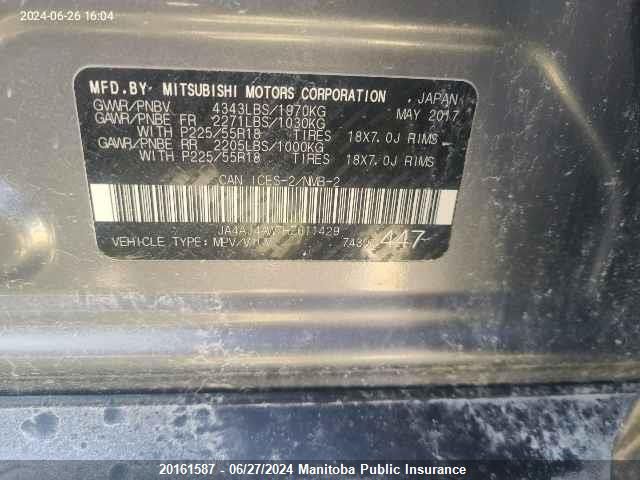 2024-06-26 16:04
MFD.BY MITSUBISHI MOTORS CORPORATION JAPAN
GVWR/PNBV 4343LBS/1970KG MAY 2017
GAWR/PNBE FR 2271LBS/1030KG
WITH P225/55R18 TIRES 18X7.0J RIMS
GAWR/PNBE RR 2205LBS/1000KG
WITH P225/55R18 TIRES 18X7.0J RIMS
CAN ICES-2/NMB-2
VEHICLE TYPE: 447
20161587 - 06/27/2024 Manitoba Public Insurance